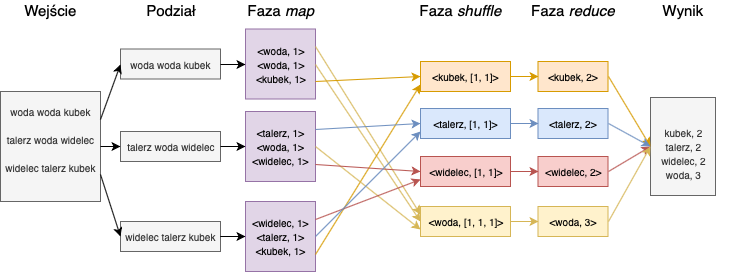 Wejście
Podział
Faza map
Faza shuffle
Faza reduce
Wynik
woda woda kubek
talerz woda widelec
widelec talerz kubek
woda woda kubek
talerz woda widelec
widelec talerz kubek
<woda, 1>
<woda, 1>
<kubek, 1>
<talerz, 1>
<woda, 1>
<widelec, 1>
<widelec, 1>
<talerz, 1>
<kubek, 1>
<kubek, [1, 1]>
<talerz, [1, 1]>
<widelec, [1, 1]>
<woda, [1, 1, 1]>
<kubek, 2>
<talerz, 2>
<widelec, 2>
<woda, 3>
kubek, 2
talerz, 2
widelec, 2
woda, 3